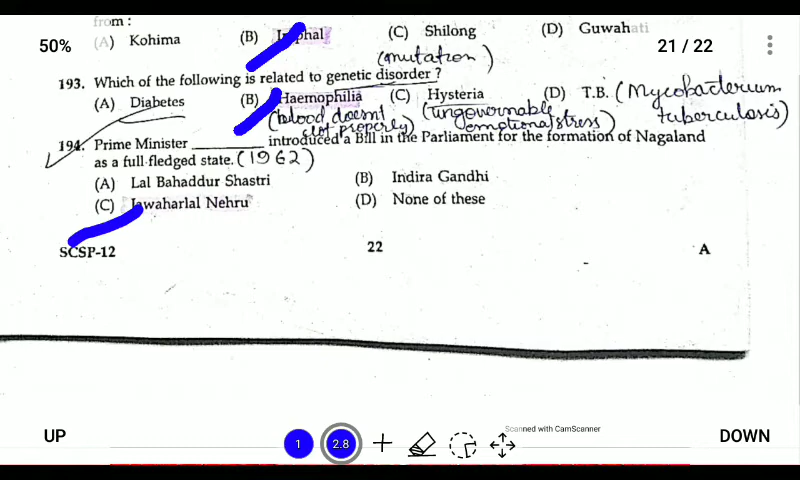 from :
50%
(A) Kohima (B) Imphal (C) Shilong (D) Guwahati
21 / 22
(mutation)
193. Which of the following is related to genetic disorder ?
(A) Diabetes (B) Haemophilia (C) Hysteria (D) T.B. (Mycobacterium tuberculosis)
(blood doesnt clot properly) (ungovernable emotional stress)
194. Prime Minister __________ introduced a Bill in the Parliament for the formation of Nagaland
as a full fledged state. (1962)
(A) Lal Bahaddur Shastri (B) Indira Gandhi
(C) Jawaharlal Nehru (D) None of these
SCSP-12 22 A
Scanned with CamScanner
UP 1 2.8 DOWN